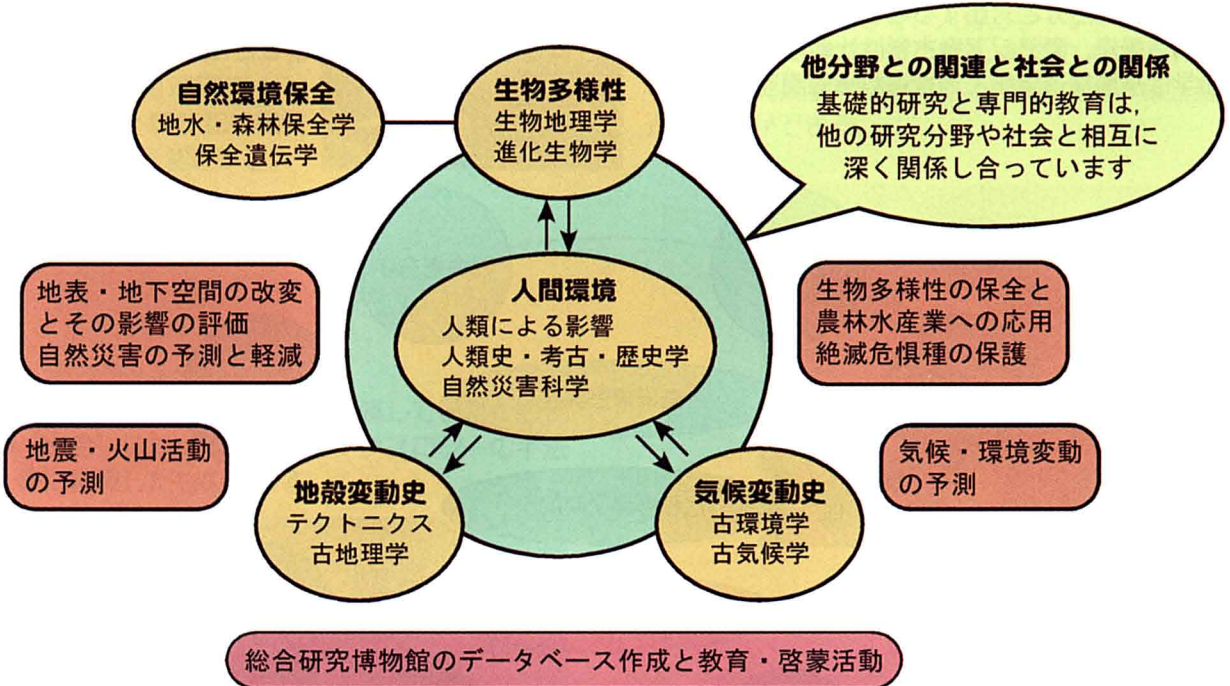 自然環境保全
地水・森林保全学
保全遺伝学
生物多様性
生物地理学
進化生物学
他分野との関連と社会との関係
基礎的研究と専門的教育は,
他の研究分野や社会と相互に
深く関係し合っています
地表・地下空間の改変
とその影響の評価
自然災害の予測と軽減
人間環境
人類による影響
人類史・考古・歴史学
自然災害科学
生物多様性の保全と
農林水産業への応用
絶滅危惧種の保護
地震・火山活動
の予測
地殻変動史
テクトニクス
古地理学
気候変動史
古環境学
古気候学
気候・環境変動
の予測
総合研究博物館のデータベース作成と教育・啓蒙活動